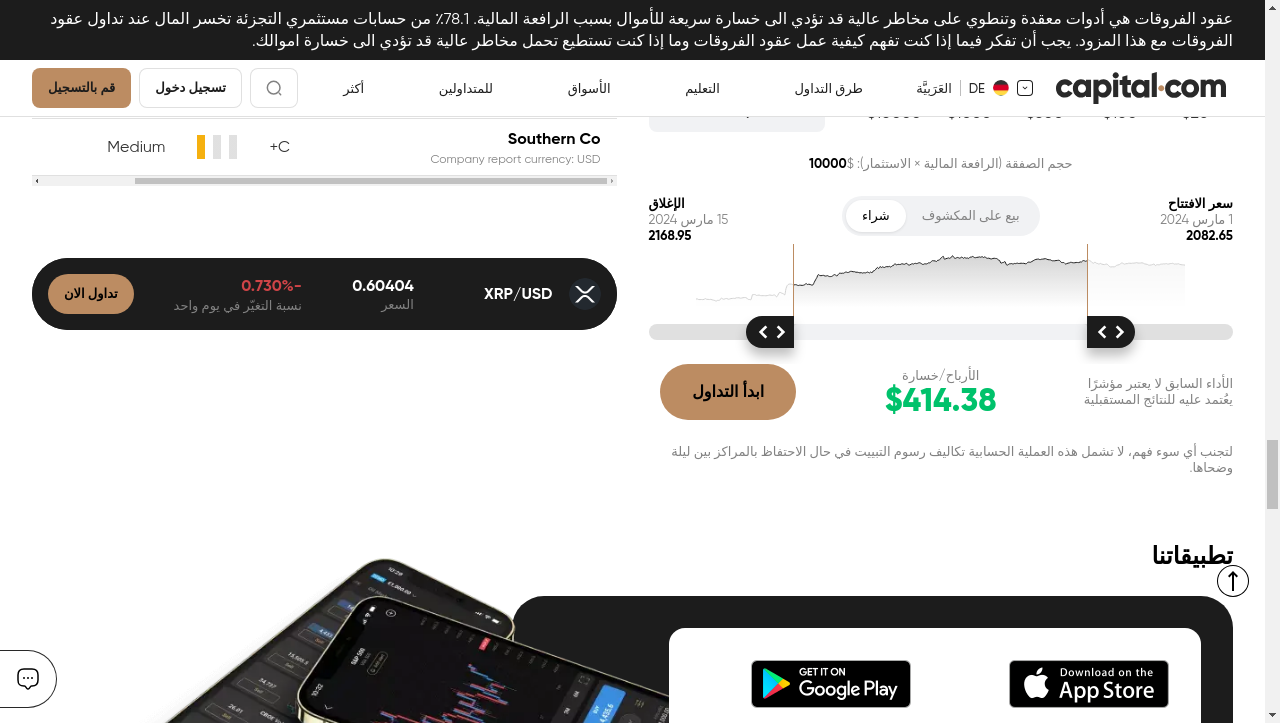 عقود الفروقات هي أدوات معقدة وتنطوي على مخاطر عالية قد تؤدي الى خسارة سريعة للأموال بسبب الرافعة المالية. 78.1٪ من حسابات مستثمري التجزئة تخسر المال عند تداول عقود
الفروقات مع هذا المزود. يجب أن تفكر فيما إذا كنت تفهم كيفية عمل عقود الفروقات وما إذا كنت تستطيع تحمل مخاطر عالية قد تؤدي الى خسارة اموالك.
capital.com
DE
العَرَبيَّة
طرق التداول
التعليم
الأسواق
للمتداولين
أكثر
تسجيل دخول
قم بالتسجيل
حجم الصفقة (الرافعة المالية × الاستثمار): $10000
سعر الافتتاح
1 مارس 2024
2082.65
بيع على المكشوف
شراء
الإغلاق
15 مارس 2024
2168.95
الأداء السابق لا يعتبر مؤشرًا
يعُتمد عليه للنتائج المستقبلية
الأرباح/خسارة
$414.38
ابدأ التداول
لتجنب أي سوء فهم، لا تشمل هذه العملية الحسابية تكاليف رسوم التبييت في حال الاحتفاظ بالمراكز بين ليلة
وضحاها.
Southern Co
Company report currency: USD
C+
Medium
XRP/USD
0.60404
السعر
-0.730%
نسبة التغيّر في يوم واحد
تداول الان
تطبيقاتنا
GET IT ON
Google Play
Download on the
App Store